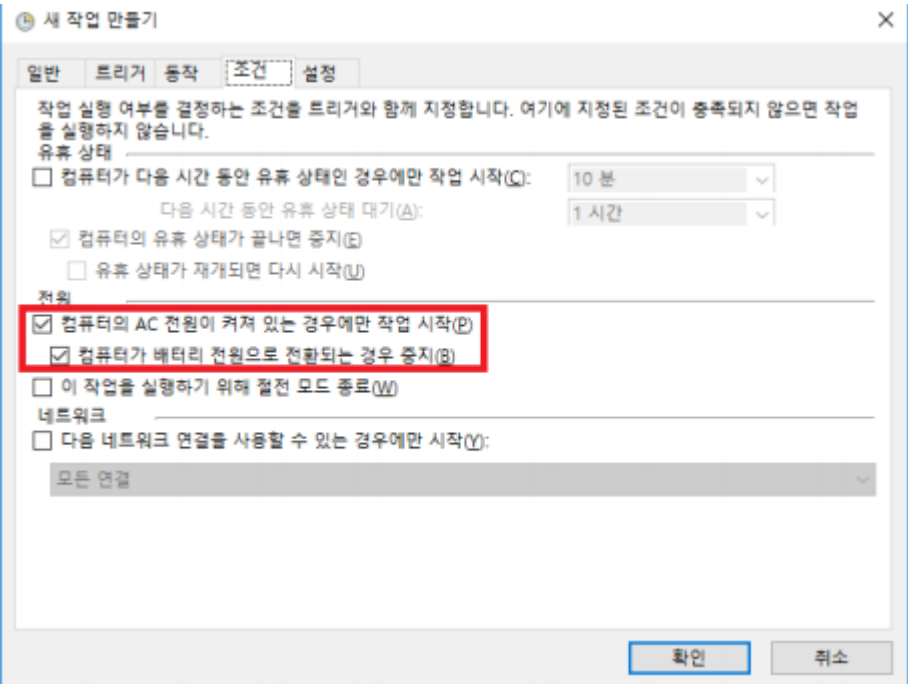 새 작업 만들기
일반 트리거 동작 조건 설정
작업 실행 여부를 결정하는 조건을 트리거와 함께 지정합니다. 여기에 지정된 조건이 충족되지 않으면 작업
을 실행하지 않습니다.
유휴 상태
컴퓨터가 다음 시간 동안 유휴 상태인 경우에만 작업 시작(C): 10 분
다음 시간 동안 유휴 상태 대기(A): 1 시간
컴퓨터의 유휴 상태가 끝나면 중지(E)
유휴 상태가 재개되면 다시 시작(U)
전원
컴퓨터의 AC 전원이 켜져 있는 경우에만 작업 시작(P)
컴퓨터가 배터리 전원으로 전환되는 경우 중지(B)
이 작업을 실행하기 위해 절전 모드 종료(W)
네트워크
다음 네트워크 연결을 사용할 수 있는 경우에만 시작(Y):
모든 연결
확인 취소